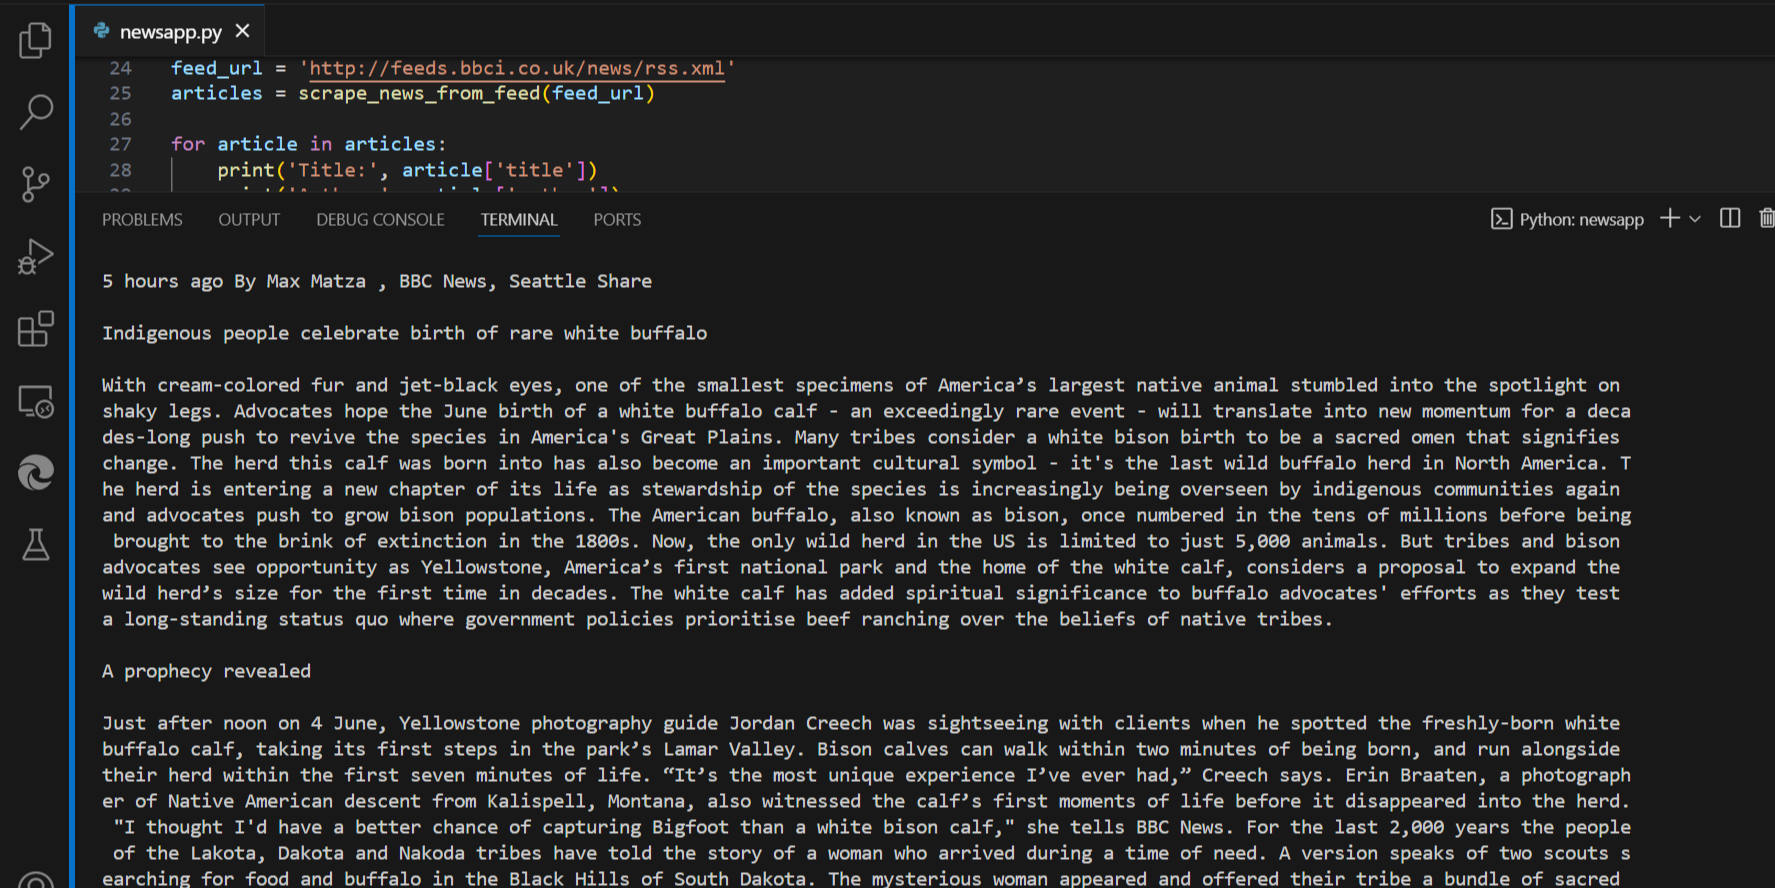 newsapp.py
24 feed_url = 'http://feeds.bbci.co.uk/news/rss.xml'
25 articles = scrape_news_from_feed(feed_url)
26
27 for article in articles:
28 print('Title:', article['title'])
PROBLEMS OUTPUT DEBUG CONSOLE TERMINAL PORTS
Python: newsapp
5 hours ago By Max Matza , BBC News, Seattle Share
Indigenous people celebrate birth of rare white buffalo
With cream-colored fur and jet-black eyes, one of the smallest specimens of America’s largest native animal stumbled into the spotlight on
shaky legs. Advocates hope the June birth of a white buffalo calf - an exceedingly rare event - will translate into new momentum for a deca
des-long push to revive the species in America's Great Plains. Many tribes consider a white bison birth to be a sacred omen that signifies
change. The herd this calf was born into has also become an important cultural symbol - it's the last wild buffalo herd in North America. T
he herd is entering a new chapter of its life as stewardship of the species is increasingly being overseen by indigenous communities again
and advocates push to grow bison populations. The American buffalo, also known as bison, once numbered in the tens of millions before being
brought to the brink of extinction in the 1800s. Now, the only wild herd in the US is limited to just 5,000 animals. But tribes and bison
advocates see opportunity as Yellowstone, America’s first national park and the home of the white calf, considers a proposal to expand the
wild herd’s size for the first time in decades. The white calf has added spiritual significance to buffalo advocates' efforts as they test
a long-standing status quo where government policies prioritise beef ranching over the beliefs of native tribes.
A prophecy revealed
Just after noon on 4 June, Yellowstone photography guide Jordan Creech was sightseeing with clients when he spotted the freshly-born white
buffalo calf, taking its first steps in the park’s Lamar Valley. Bison calves can walk within two minutes of being born, and run alongside
their herd within the first seven minutes of life. “It’s the most unique experience I’ve ever had,” Creech says. Erin Braaten, a photograph
er of Native American descent from Kalispell, Montana, also witnessed the calf’s first moments of life before it disappeared into the herd.
"I thought I'd have a better chance of capturing Bigfoot than a white bison calf," she tells BBC News. For the last 2,000 years the people
of the Lakota, Dakota and Nakoda tribes have told the story of a woman who arrived during a time of need. A version speaks of two scouts s
earching for food and buffalo in the Black Hills of South Dakota. The mysterious woman appeared and offered their tribe a bundle of sacred